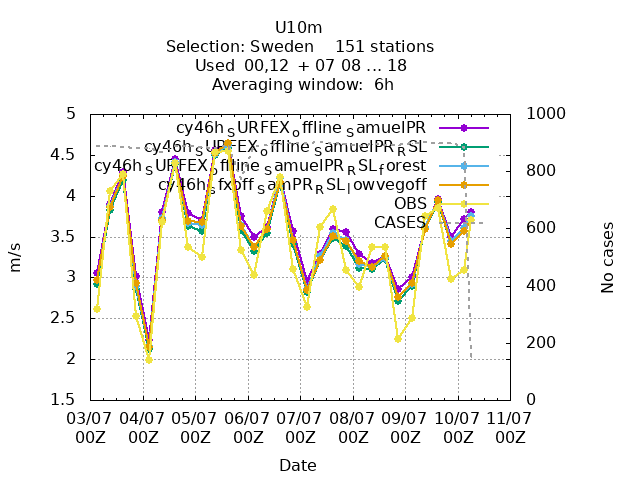 U10m
Selection: Sweden    151 stations
Used  00,12  + 07 08 ... 18
Averaging window:  6h
cy46h_SURFEX_offline_samuelPR
cy46h_SURFEX_offline_samuelPR_RSL
cy46h_SURFEX_offline_samuelPR_RSL_forest
cy46h_sfxoff_samPR_RSL_lowvegoff
OBS
CASES
m/s
5
4.5
4
3.5
3
2.5
2
1.5
1000
800
600
400
200
0
No cases
03/07 04/07 05/07 06/07 07/07 08/07 09/07 10/07 11/07
00Z 00Z 00Z 00Z 00Z 00Z 00Z 00Z 00Z
Date